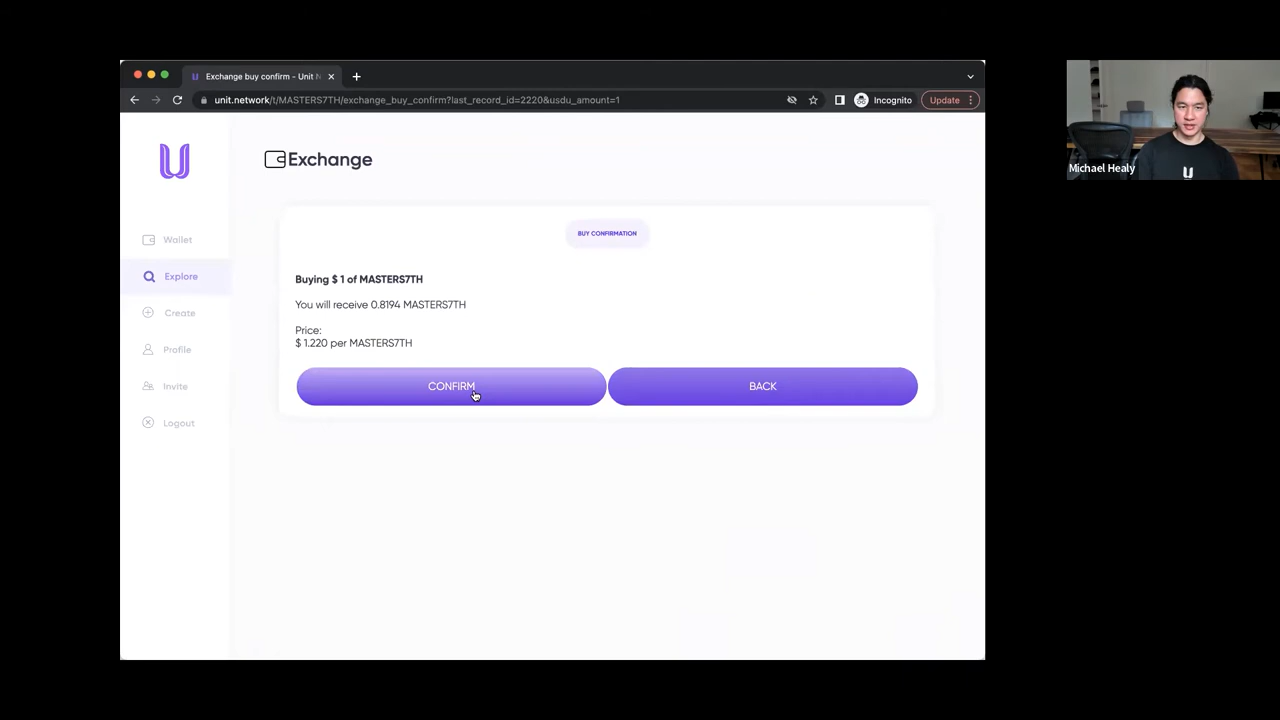 Exchange buy confirm - Unit N
unit.network/t/MASTERS7TH/exchange_buy_confirm?last_record_id=2220&usdu_amount=1
Incognito
Update
Michael Healy
Exchange
Wallet
Explore
Create
Profile
Invite
Logout
BUY CONFIRMATION
Buying $ 1 of MASTERS7TH
You will receive 0.8194 MASTERS7TH
Price:
$ 1.220 per MASTERS7TH
CONFIRM
BACK